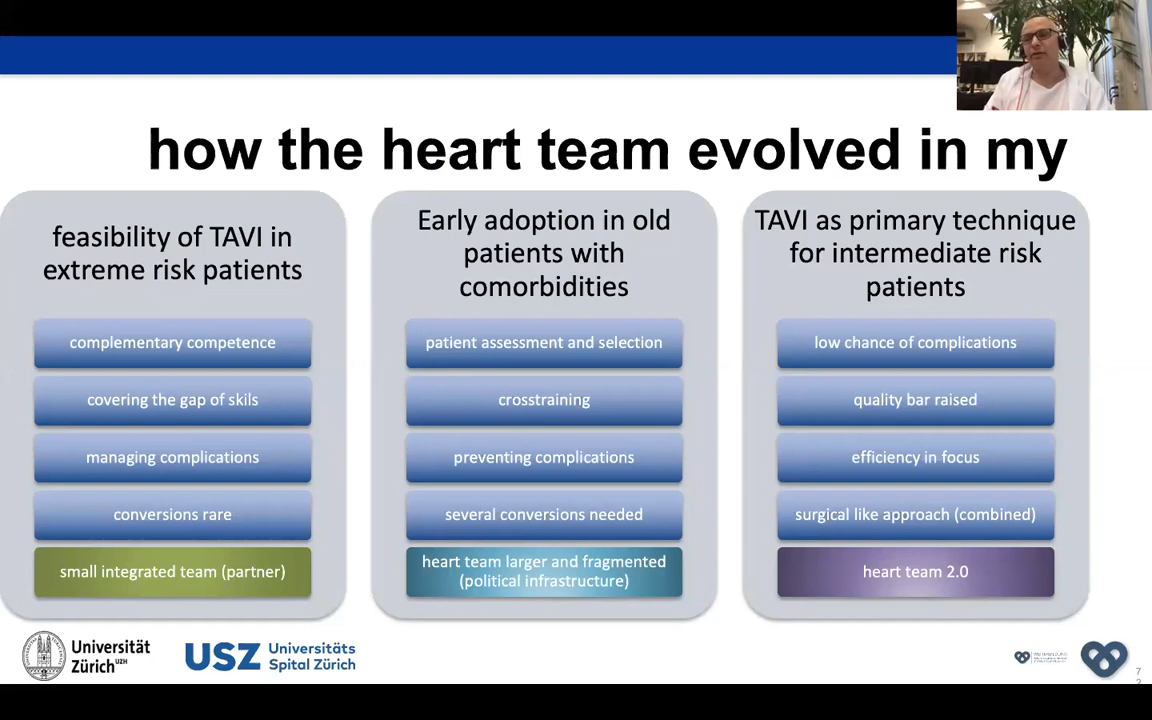 how the heart team evolved in my
feasibility of TAVI in
extreme risk patients
complementary competence
covering the gap of skils
managing complications
conversions rare
small integrated team (partner)
Early adoption in old
patients with
comorbidities
patient assessment and selection
crosstraining
preventing complications
several conversions needed
heart team larger and fragmented
(political infrastructure)
TAVI as primary technique
for intermediate risk
patients
low chance of complications
quality bar raised
efficiency in focus
surgical like approach (combined)
heart team 2.0
Universität
Zürich UZH
USZ Universitäts
Spital Zürich
7
2